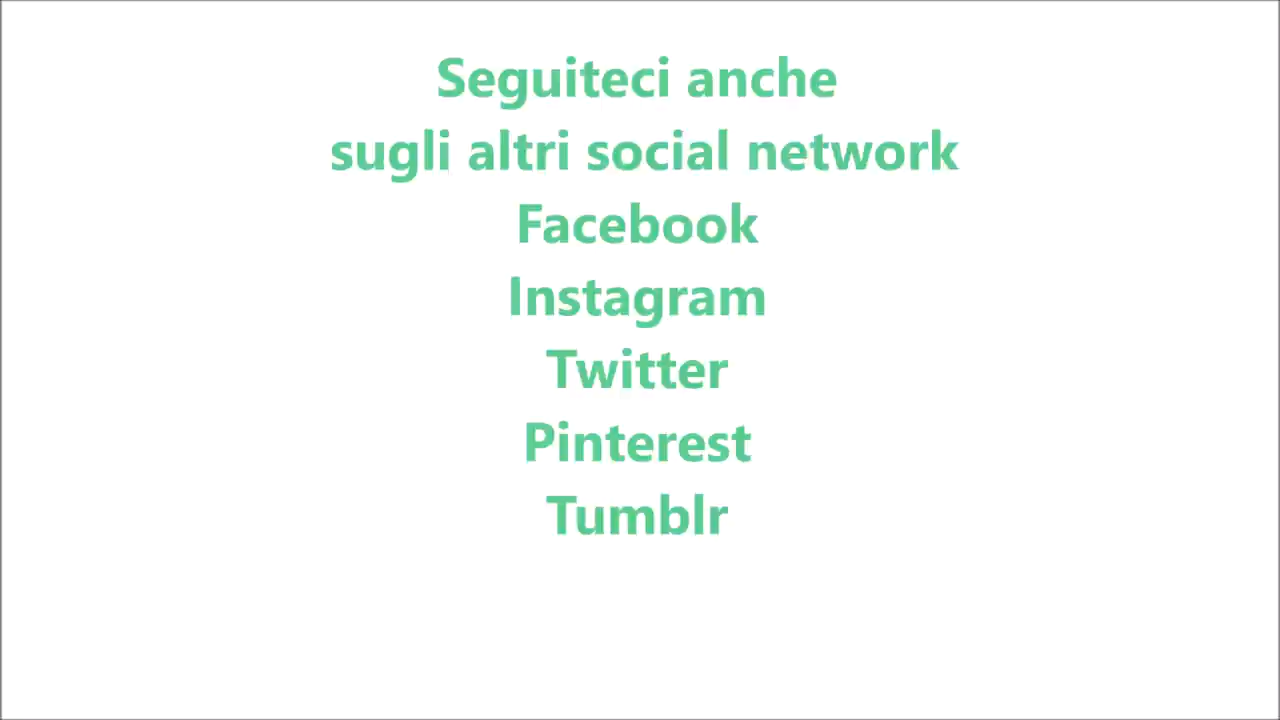 Seguiteci anche
sugli altri social network
Facebook
Instagram
Twitter
Pinterest
Tumblr